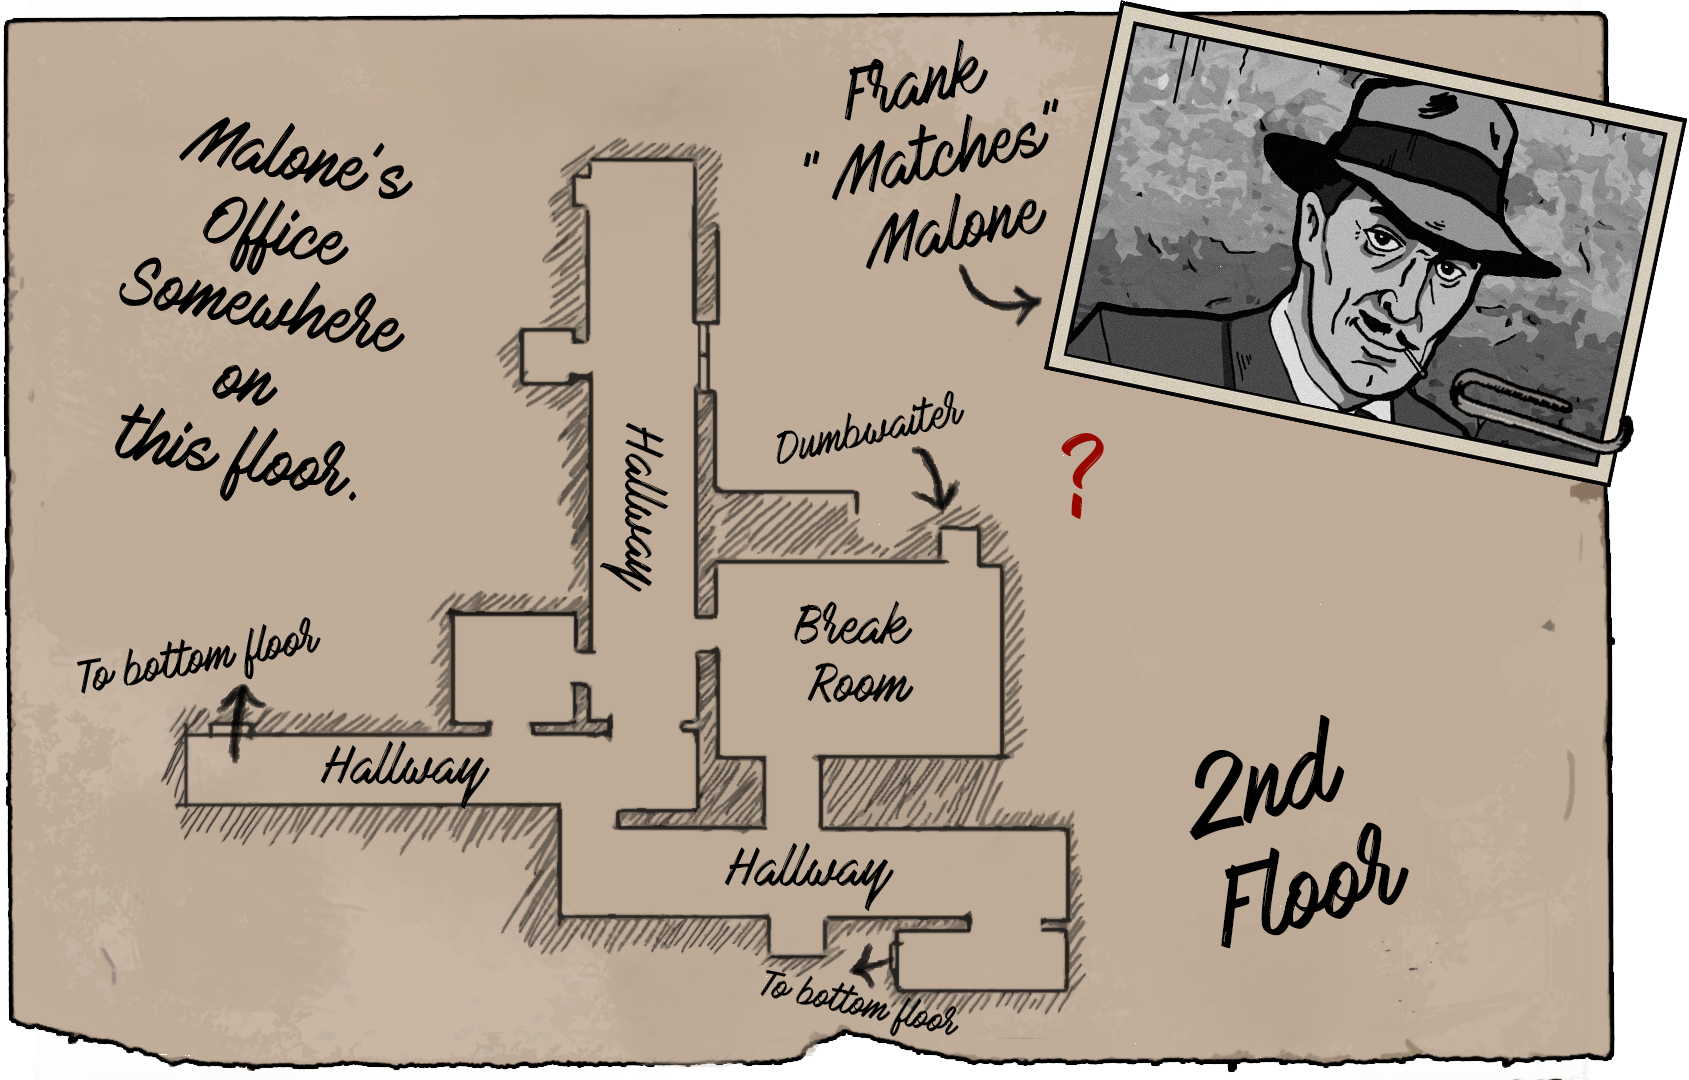 Malone's
Office
Somewhere
on
this floor.
Frank
"Matches"
Malone
Dumbwaiter
?
Hallway
Break
Room
To bottom floor
Hallway
Hallway
To bottom floor
2nd
Floor